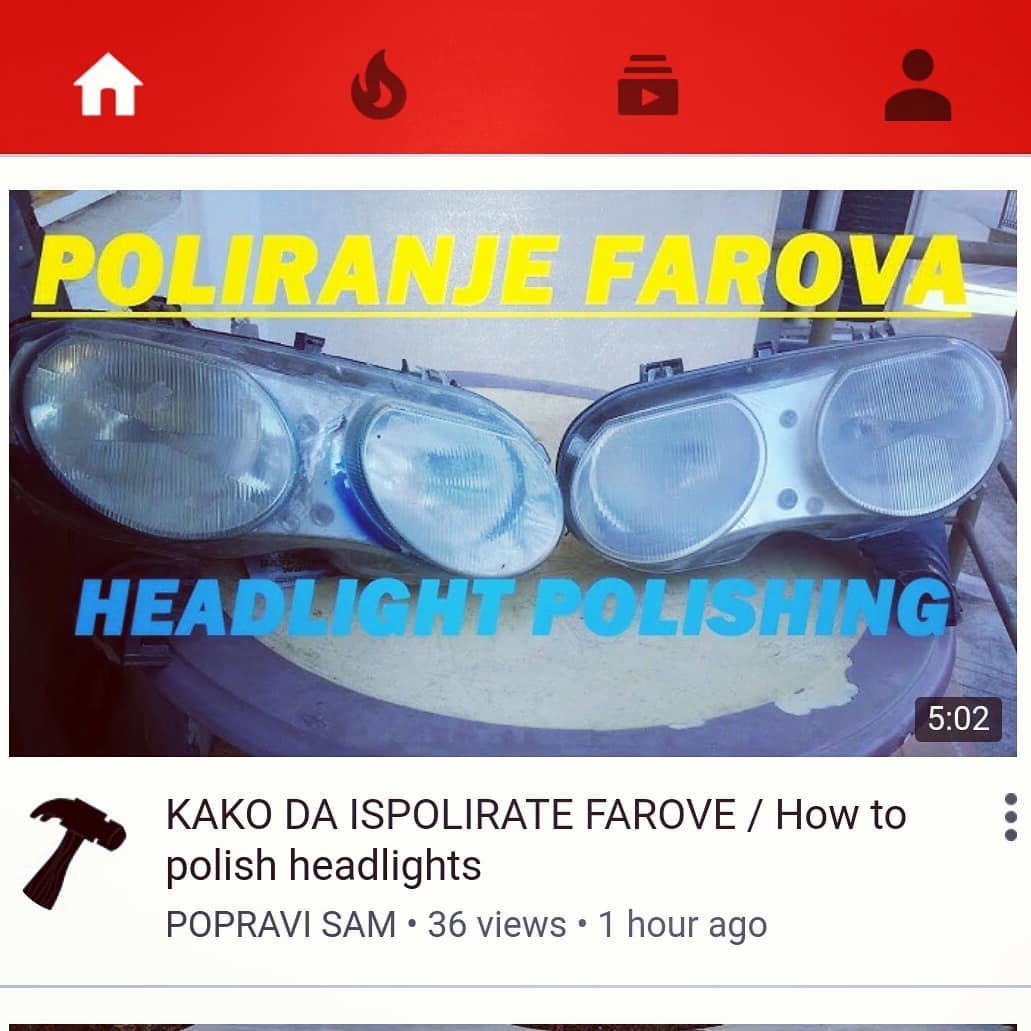 POLIRANJE FAROVA
HEADLIGHT POLISHING
5:02
KAKO DA ISPOLIRATE FAROVE / How to
polish headlights
POPRAVI SAM • 36 views • 1 hour ago